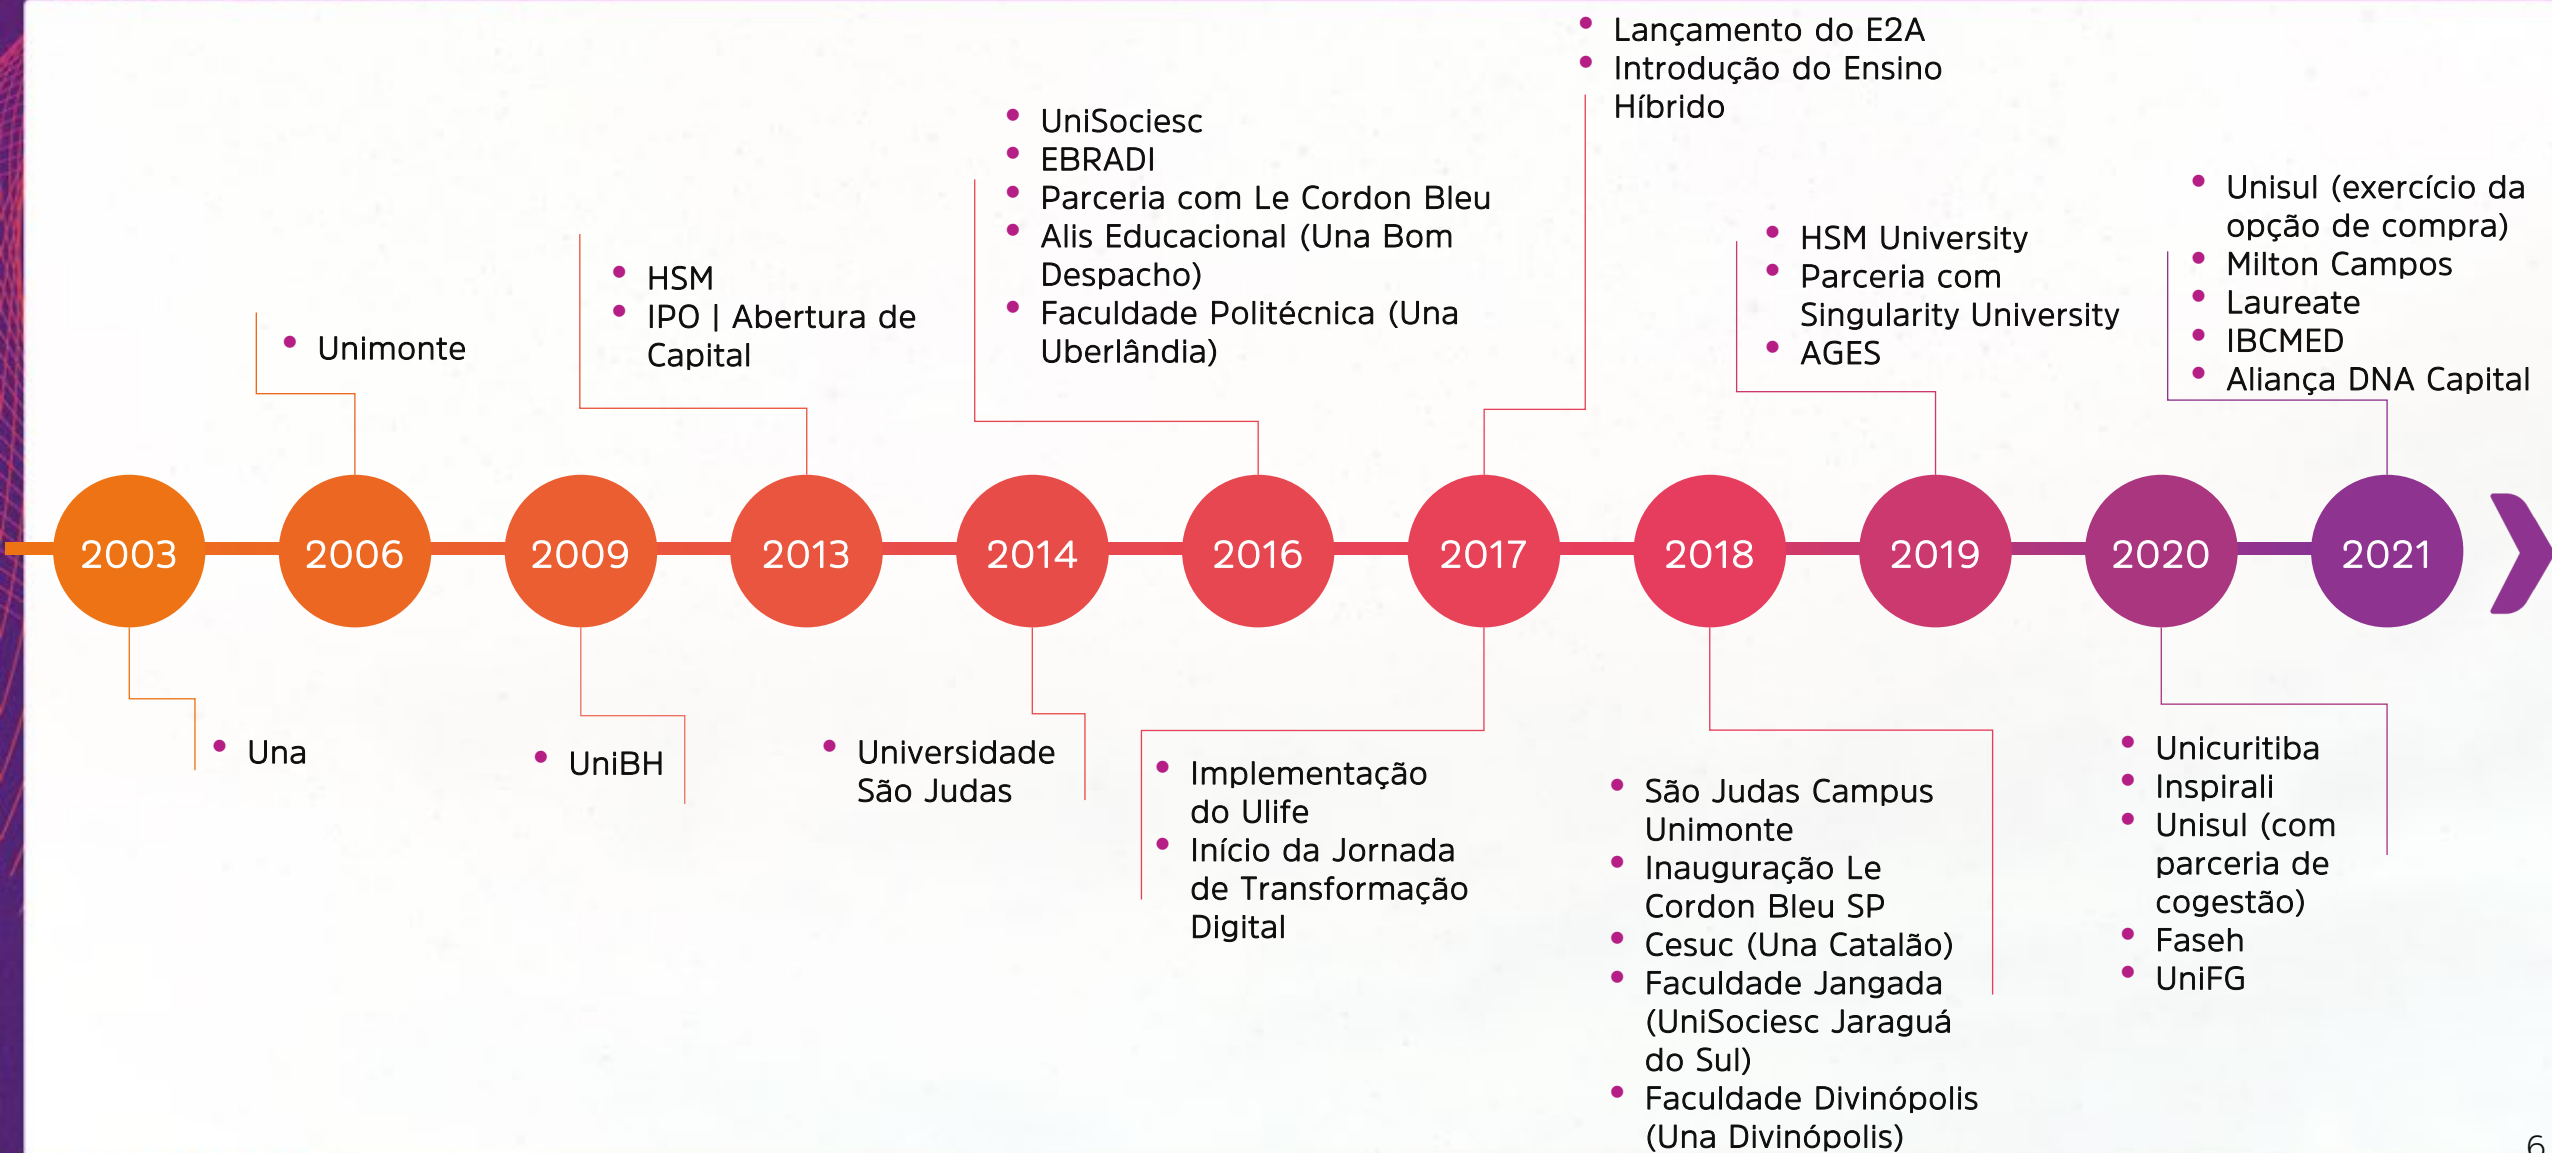 Lançamento do E2A
Introdução do Ensino
Híbrido
UniSociesc
EBRADI
Parceria com Le Cordon Bleu
Alis Educacional (Una Bom
Despacho)
Faculdade Politécnica (Una
Uberlândia)
Unisul (exercício da
opção de compra)
Milton Campos
Laureate
IBCMED
Aliança DNA Capital
HSM University
Parceria com
Singularity University
AGES
HSM
IPO | Abertura de
Capital
Unimonte
2003
2006
2009
2013
2014
2016
2017
2018
2019
2020
2021
Una
UniBH
Universidade
São Judas
Implementação
do Ulife
Início da Jornada
de Transformação
Digital
São Judas Campus
Unimonte
Inauguração Le
Cordon Bleu SP
Cesuc (Una Catalão)
Faculdade Jangada
(UniSociesc Jaraguá
do Sul)
Faculdade Divinópolis
(Una Divinópolis)
Unicuritiba
Inspirali
Unisul (com
parceria de
cogestão)
Faseh
UniFG
6